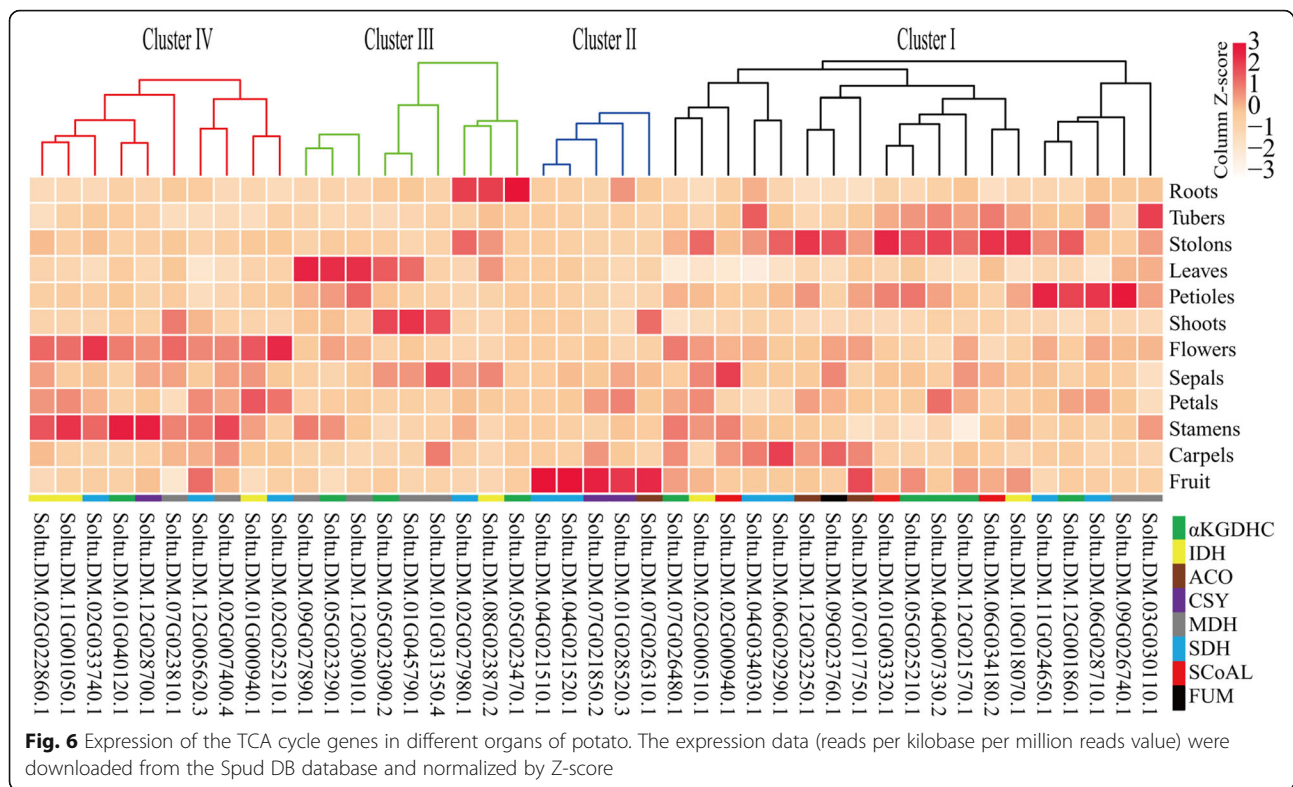 Cluster IV
Cluster III
Cluster II
Cluster I
3
2
1
0
−1
−2
−3
Column Z-score
Roots
Tubers
Stolons
Leaves
Petioles
Shoots
Flowers
Sepals
Petals
Stamens
Carpels
Fruit
Soltu.DM.02G022860.1
Soltu.DM.11G001050.1
Soltu.DM.02G033740.1
Soltu.DM.01G040120.1
Soltu.DM.12G028700.1
Soltu.DM.07G023810.1
Soltu.DM.12G005620.3
Soltu.DM.02G007400.4
Soltu.DM.01G000940.1
Soltu.DM.02G025210.1
Soltu.DM.09G027890.1
Soltu.DM.05G023290.1
Soltu.DM.12G030010.1
Soltu.DM.05G023090.2
Soltu.DM.01G045790.1
Soltu.DM.01G031350.4
Soltu.DM.02G027980.1
Soltu.DM.08G028870.2
Soltu.DM.05G023470.1
Soltu.DM.04G021510.1
Soltu.DM.04G021520.1
Soltu.DM.07G021850.2
Soltu.DM.01G028520.3
Soltu.DM.07G026310.1
Soltu.DM.07G026480.1
Soltu.DM.02G000510.1
Soltu.DM.02G000940.1
Soltu.DM.04G034030.1
Soltu.DM.06G029290.1
Soltu.DM.12G023250.1
Soltu.DM.09G023760.1
Soltu.DM.07G017750.1
Soltu.DM.01G003320.1
Soltu.DM.05G025210.1
Soltu.DM.04G007330.2
Soltu.DM.12G021570.1
Soltu.DM.06G034180.2
Soltu.DM.10G018070.1
Soltu.DM.11G024650.1
Soltu.DM.12G001860.1
Soltu.DM.06G028710.1
Soltu.DM.09G026740.1
Soltu.DM.03G030110.1
αKGDHC
IDH
ACO
CSY
MDH
SDH
SCoAL
FUM
Fig. 6 Expression of the TCA cycle genes in different organs of potato. The expression data (reads per kilobase per million reads value) were
downloaded from the Spud DB database and normalized by Z-score